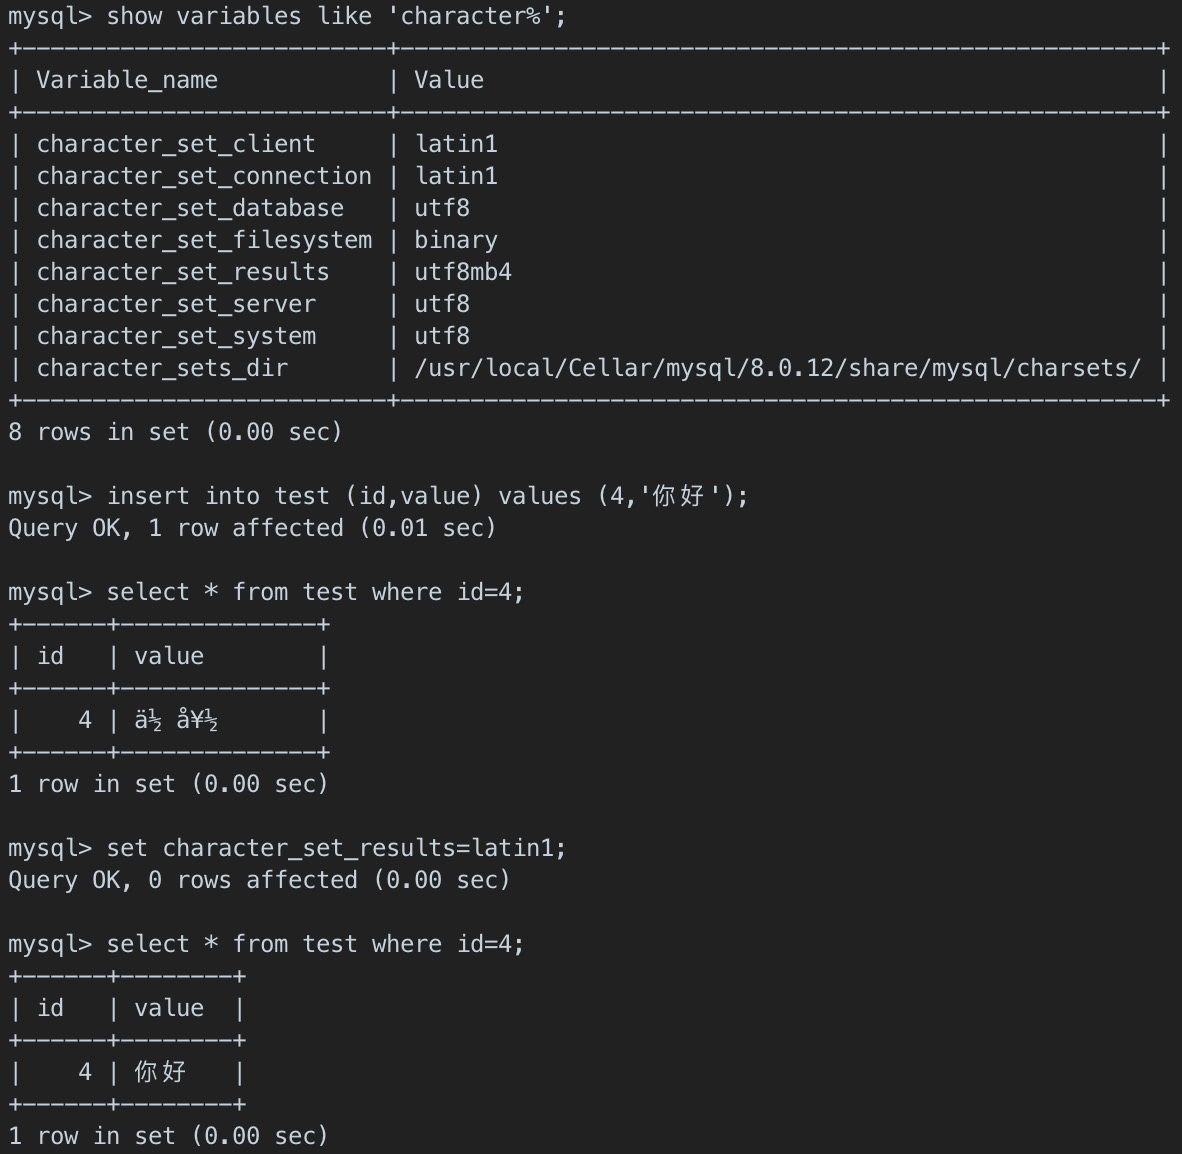 mysql> show variables like 'character%';
+--------------------------+------------------------------------------------------+
| Variable_name            | Value                                                |
+--------------------------+------------------------------------------------------+
| character_set_client     | latin1                                               |
| character_set_connection | latin1                                               |
| character_set_database   | utf8                                                 |
| character_set_filesystem | binary                                               |
| character_set_results    | utf8mb4                                              |
| character_set_server     | utf8                                                 |
| character_set_system     | utf8                                                 |
| character_sets_dir       | /usr/local/Cellar/mysql/8.0.12/share/mysql/charsets/ |
+--------------------------+------------------------------------------------------+
8 rows in set (0.00 sec)
mysql> insert into test (id,value) values (4,'你好');
Query OK, 1 row affected (0.01 sec)
mysql> select * from test where id=4;
+------+--------------+
| id   | value        |
+------+--------------+
|    4 | ä½ å¥½       |
+------+--------------+
1 row in set (0.00 sec)
mysql> set character_set_results=latin1;
Query OK, 0 rows affected (0.00 sec)
mysql> select * from test where id=4;
+------+--------+
| id   | value  |
+------+--------+
|    4 | 你好   |
+------+--------+
1 row in set (0.00 sec)